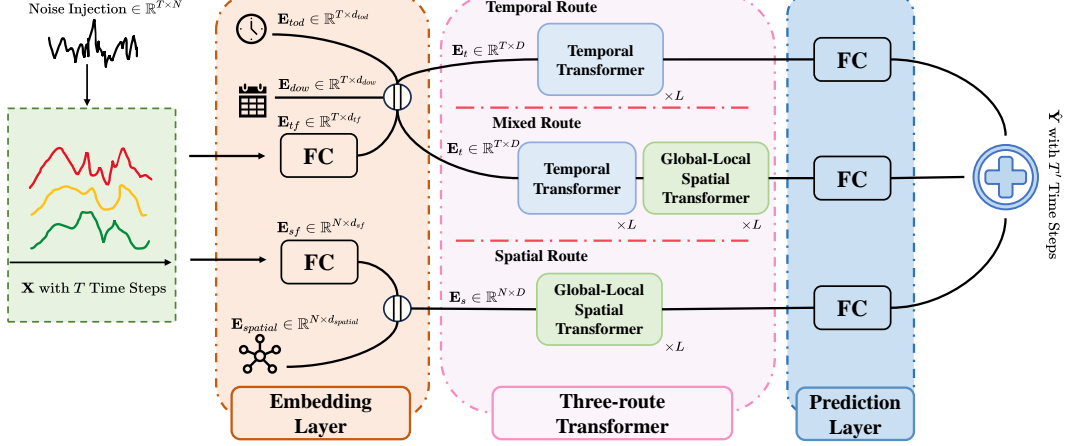 Noise Injection ∈ ℝ^{T×N}
X with T Time Steps
E_{tod} ∈ ℝ^{T×d_{tod}}
E_{dow} ∈ ℝ^{T×d_{dow}}
E_{tf} ∈ ℝ^{T×d_{tf}}
FC
E_{sf} ∈ ℝ^{N×d_{sf}}
FC
E_{spatial} ∈ ℝ^{N×d_{spatial}}
Embedding
Layer
Temporal Route
E_t ∈ ℝ^{T×D}
Temporal
Transformer
×L
Mixed Route
E_t ∈ ℝ^{T×D}
Temporal
Transformer
×L
Global-Local
Spatial
Transformer
×L
Spatial Route
E_s ∈ ℝ^{N×D}
Global-Local
Spatial
Transformer
×L
Three-route
Transformer
FC
FC
FC
Prediction
Layer
Ŷ with T′ Time Steps